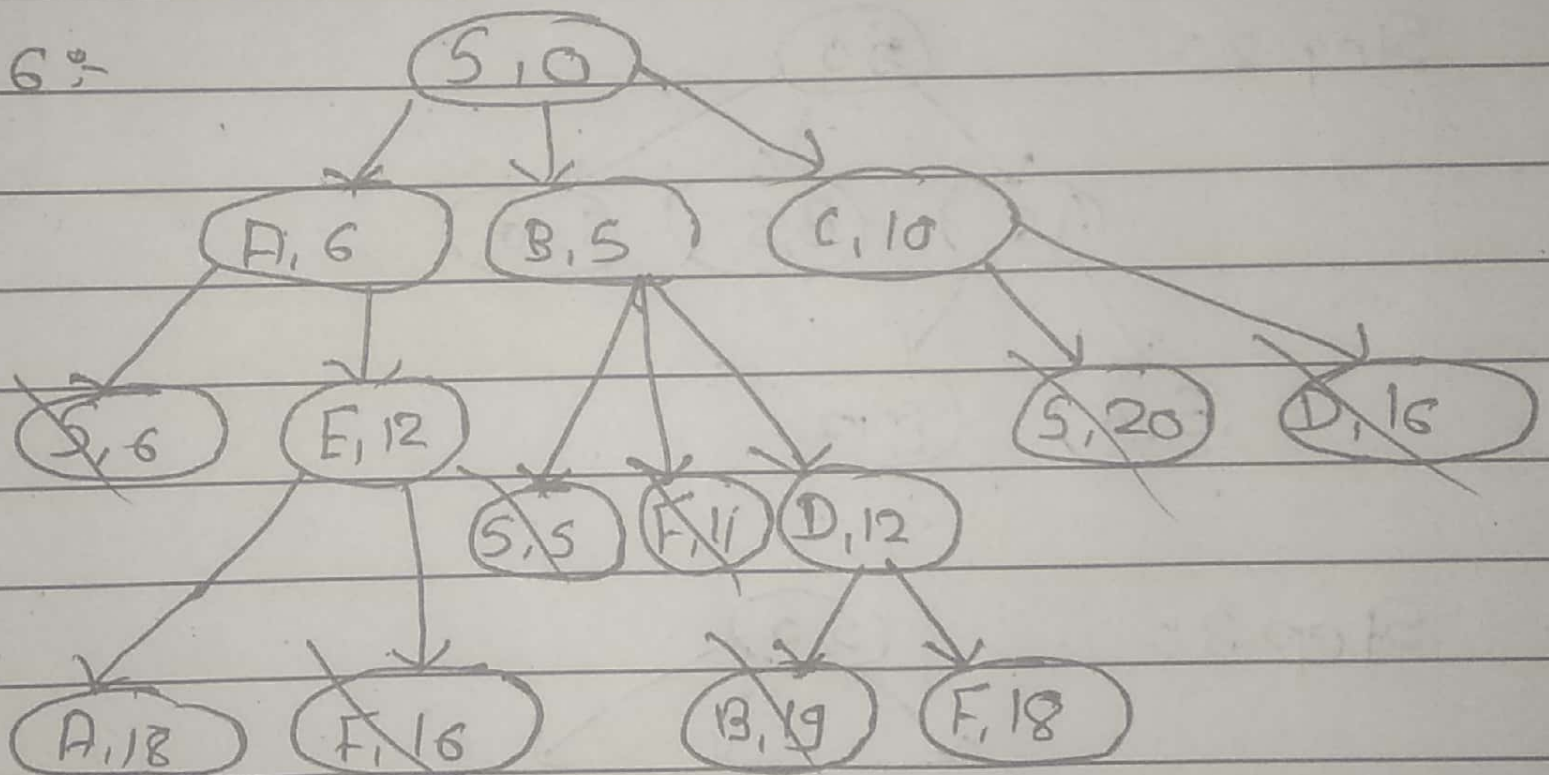 6:-
S, 0
A, 6 B, 5 C, 10
S, 6 E, 12 S, 20 D, 16
S, 5 F, 11 D, 12
A, 18 F, 16 B, 19 F, 18